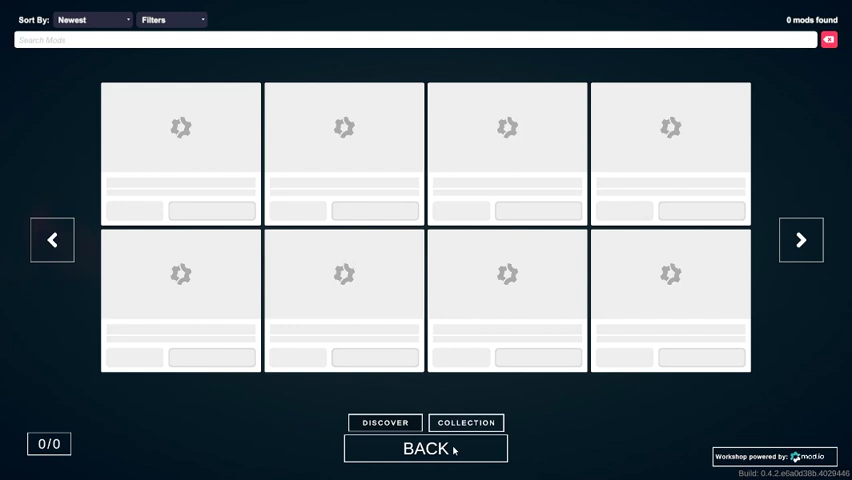 Sort By: Newest Filters 0 mods found
Search Mods
DISCOVER COLLECTION
BACK
0/0
Workshop powered by: mod.io
Build: 0.4.2.e6a0d38b.4029446